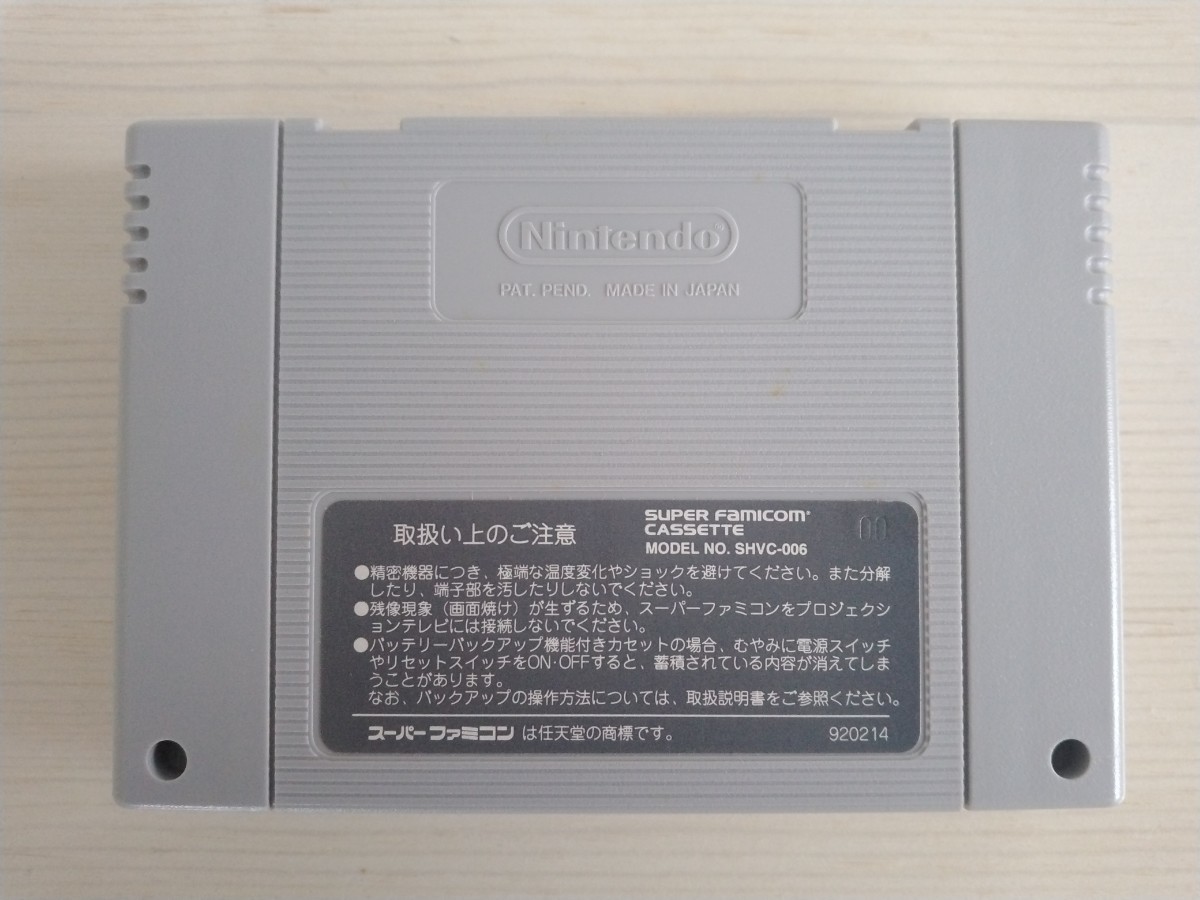 Nintendo
PAT. PEND. MADE IN JAPAN
取扱い上のご注意
SUPER FAMICOM
CASSETTE
MODEL NO. SHVC-006
00
●精密機器につき、極端な温度変化やショックを避けてください。また分解
したり、端子部を汚したりしないでください。
●残像現象（画面焼け）が生ずるため、スーパーファミコンをプロジェクシ
ョンテレビには接続しないでください。
●バッテリーバックアップ機能付きカセットの場合、むやみに電源スイッチ
やリセットスイッチをON·OFFすると、蓄積されている内容が消えてしま
うことがあります。
なお、バックアップの操作方法については、取扱説明書をご参照ください。
スーパーファミコンは任天堂の商標です。 920214